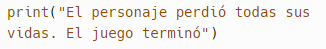 print("El personaje perdió todas sus
vidas. El juego terminó")